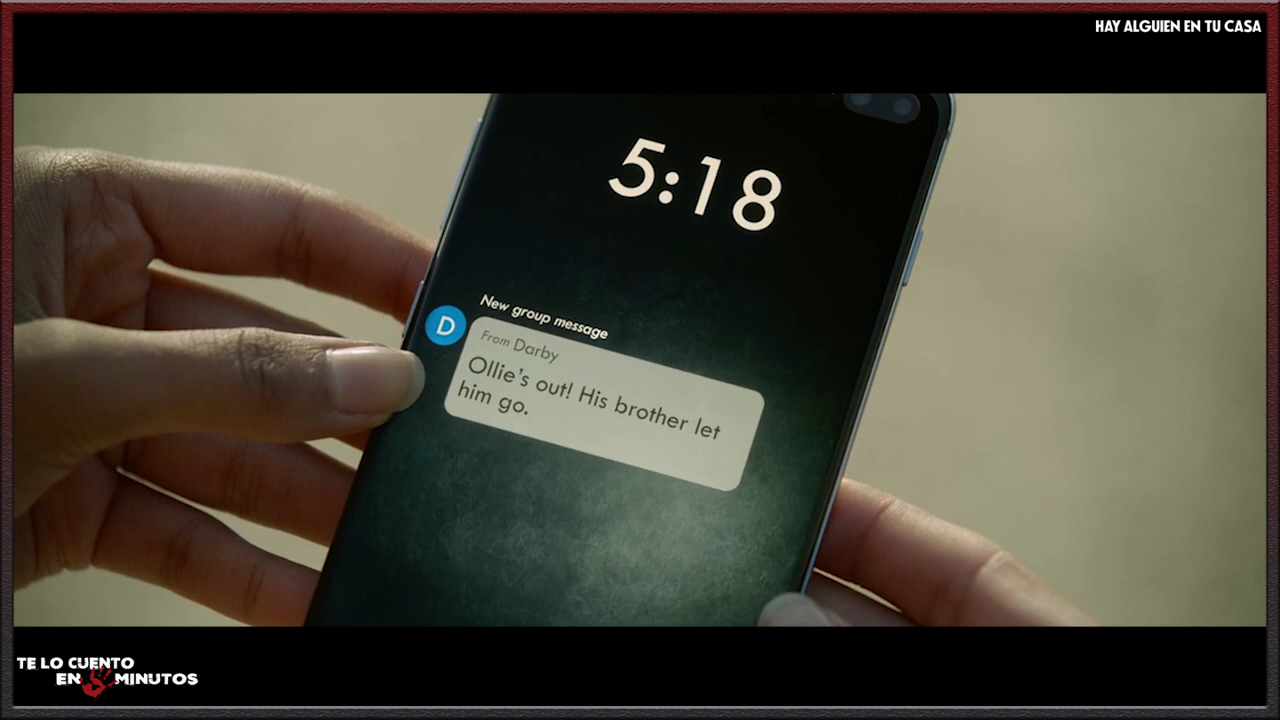 HAY ALGUIEN EN TU CASA
5:18
New group message
D
From Darby
Ollie's out! His brother let
him go.
TE LO CUENTO
EN 5 MINUTOS